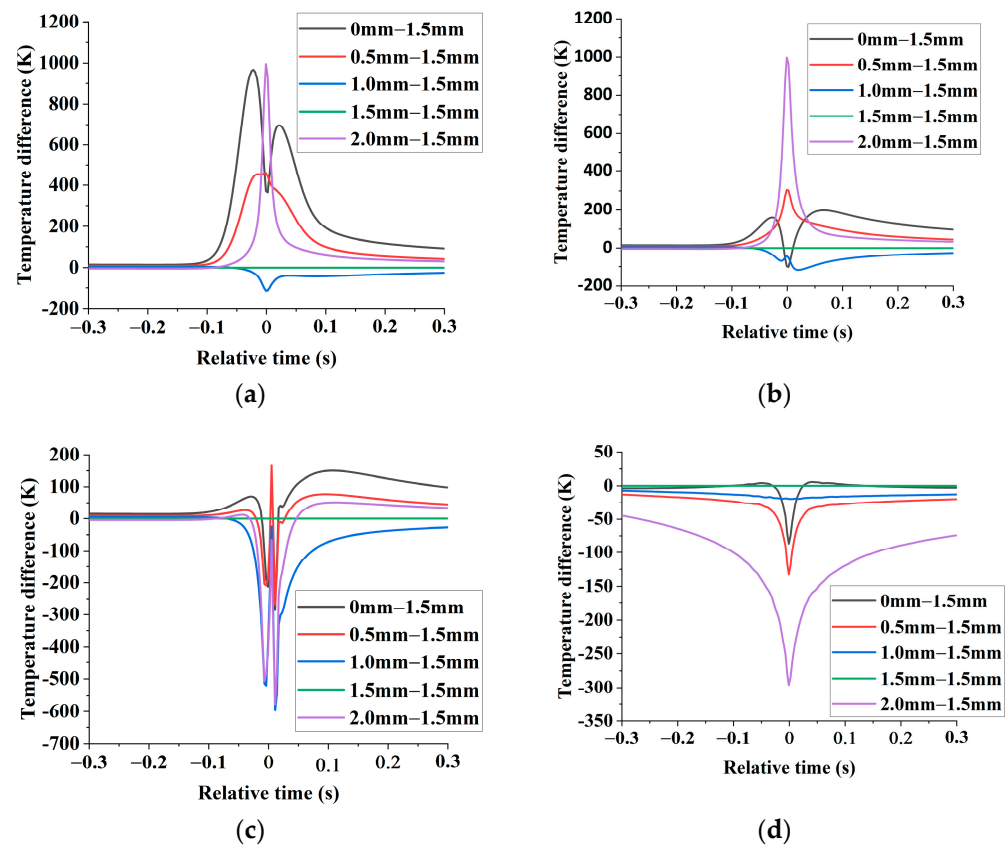 1200
1000
800
600
400
200
0
-200
Temperature difference (K)
−0.3
−0.2
−0.1
0
0.1
0.2
0.3
Relative time (s)
0mm−1.5mm
0.5mm−1.5mm
1.0mm−1.5mm
1.5mm−1.5mm
2.0mm−1.5mm
(a)
1200
1000
800
600
400
200
0
-200
Temperature difference (K)
−0.3
−0.2
−0.1
0
0.1
0.2
0.3
Relative time (s)
0mm−1.5mm
0.5mm−1.5mm
1.0mm−1.5mm
1.5mm−1.5mm
2.0mm−1.5mm
(b)
200
100
0
-100
-200
-300
-400
-500
-600
-700
Temperature difference (K)
−0.3
−0.2
−0.1
0
0.1
0.2
0.3
Relative time (s)
0mm−1.5mm
0.5mm−1.5mm
1.0mm−1.5mm
1.5mm−1.5mm
2.0mm−1.5mm
(c)
50
0
-50
-100
-150
-200
-250
-300
-350
Temperature difference (K)
−0.3
−0.2
−0.1
0
0.1
0.2
0.3
Relative time (s)
0mm−1.5mm
0.5mm−1.5mm
1.0mm−1.5mm
1.5mm−1.5mm
2.0mm−1.5mm
(d)